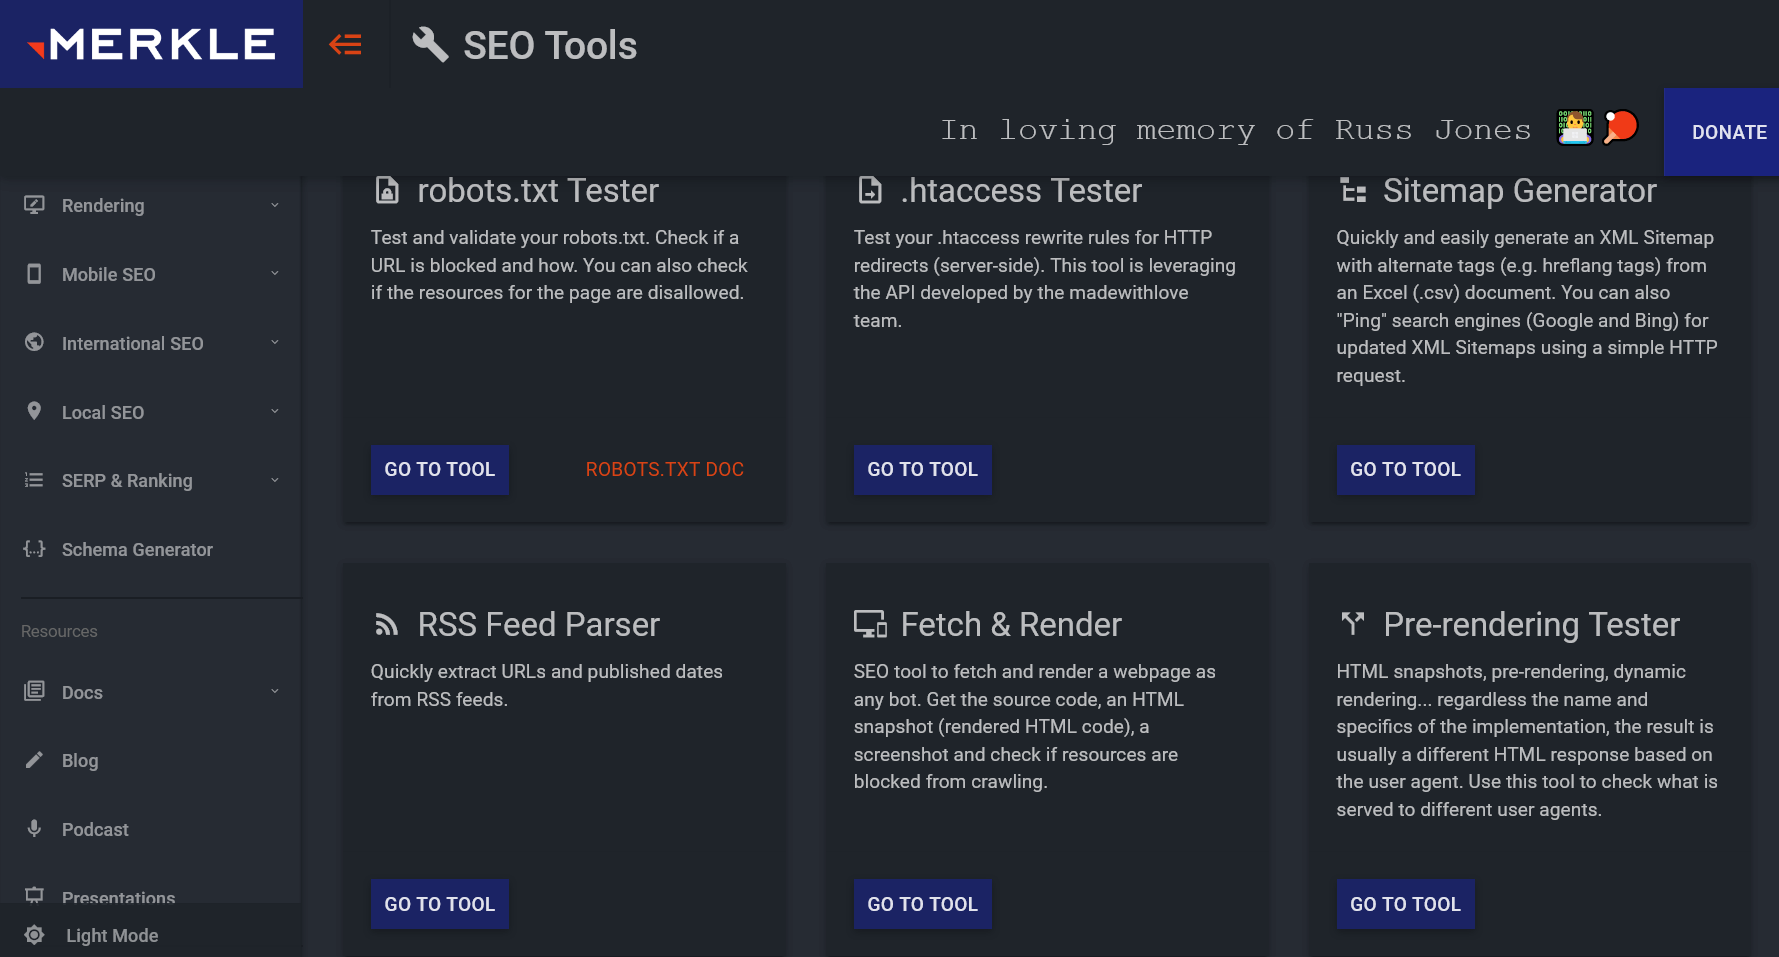 MERKLE
SEO Tools
In loving memory of Russ Jones
DONATE
Rendering
Mobile SEO
International SEO
Local SEO
SERP & Ranking
Schema Generator
Resources
Docs
Blog
Podcast
Presentations
Light Mode
robots.txt Tester
Test and validate your robots.txt. Check if a
URL is blocked and how. You can also check
if the resources for the page are disallowed.
GO TO TOOL
ROBOTS.TXT DOC
.htaccess Tester
Test your .htaccess rewrite rules for HTTP
redirects (server-side). This tool is leveraging
the API developed by the madewithlove
team.
GO TO TOOL
Sitemap Generator
Quickly and easily generate an XML Sitemap
with alternate tags (e.g. hreflang tags) from
an Excel (.csv) document. You can also
"Ping" search engines (Google and Bing) for
updated XML Sitemaps using a simple HTTP
request.
GO TO TOOL
RSS Feed Parser
Quickly extract URLs and published dates
from RSS feeds.
GO TO TOOL
Fetch & Render
SEO tool to fetch and render a webpage as
any bot. Get the source code, an HTML
snapshot (rendered HTML code), a
screenshot and check if resources are
blocked from crawling.
GO TO TOOL
Pre-rendering Tester
HTML snapshots, pre-rendering, dynamic
rendering... regardless the name and
specifics of the implementation, the result is
usually a different HTML response based on
the user agent. Use this tool to check what is
served to different user agents.
GO TO TOOL